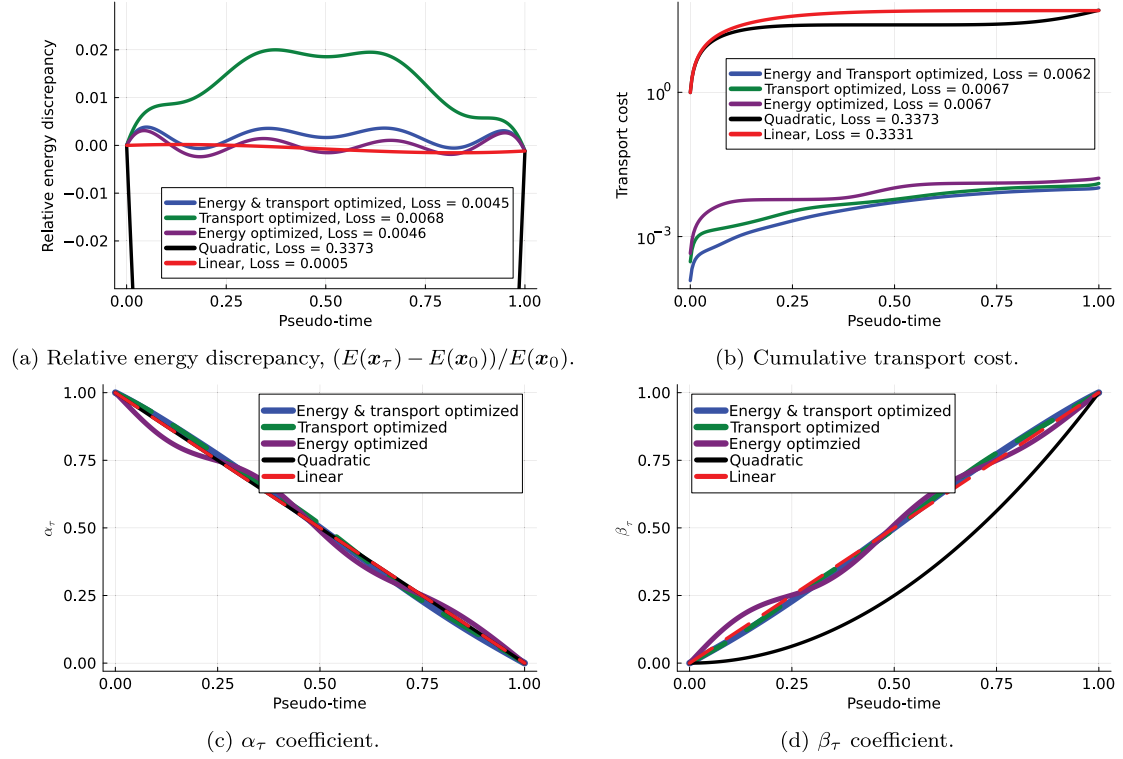 Relative energy discrepancy
0.02
0.01
0.00
−0.01
−0.02
Energy & transport optimized, Loss = 0.0045
Transport optimized, Loss = 0.0068
Energy optimized, Loss = 0.0046
Quadratic, Loss = 0.3373
Linear, Loss = 0.0005
0.00 0.25 0.50 0.75 1.00
Pseudo-time
(a) Relative energy discrepancy, (E(x_τ) − E(x_0))/E(x_0).
Transport cost
10^0
10^−3
Energy and Transport optimized, Loss = 0.0062
Transport optimized, Loss = 0.0067
Energy optimized, Loss = 0.0067
Quadratic, Loss = 0.3373
Linear, Loss = 0.3331
0.00 0.25 0.50 0.75 1.00
Pseudo-time
(b) Cumulative transport cost.
α_τ
1.00
0.75
0.50
0.25
0.00
Energy & transport optimized
Transport optimized
Energy optimized
Quadratic
Linear
0.00 0.25 0.50 0.75 1.00
Pseudo-time
(c) α_τ coefficient.
β_τ
1.00
0.75
0.50
0.25
0.00
Energy & transport optimized
Transport optimized
Energy optimzied
Quadratic
Linear
0.00 0.25 0.50 0.75 1.00
Pseudo-time
(d) β_τ coefficient.